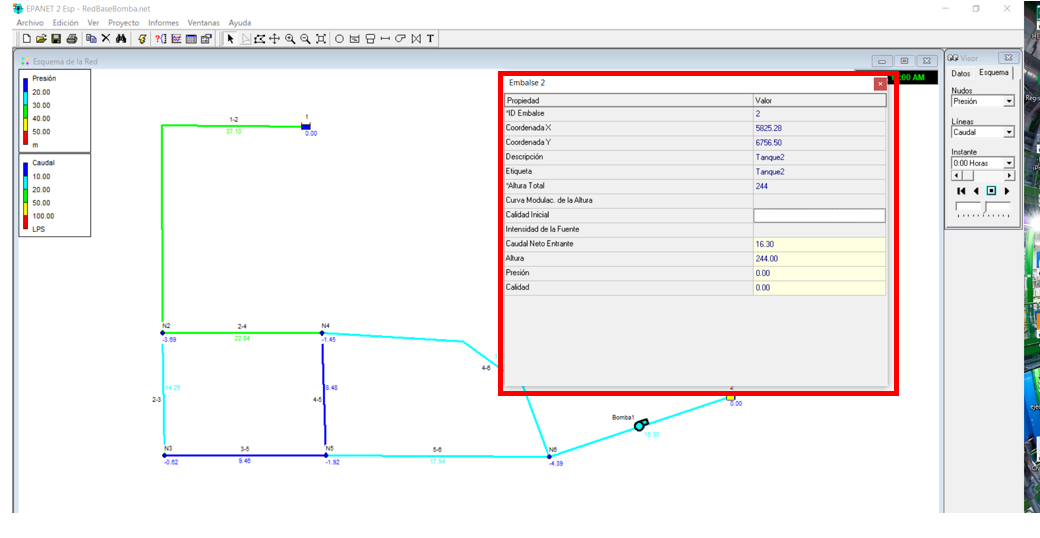 EPANET 2 Esp - RedBaseBomba.net
Archivo Edición Ver Proyecto Informes Ventanas Ayuda
T
Esquema de la Red
Presión
20.00
30.00
40.00
50.00
m
Caudal
10.00
20.00
50.00
100.00
LPS
:00 AM
1-2
37.10
1
0.00
N2
-3.69
2-4
22.84
N4
-1.45
14.25
2-3
8.48
4-5
4-6
N3
-0.62
3-5
9.46
N5
-1.92
5-6
17.94
N6
-4.39
Bomba1
16.30
2
0.00
Embalse 2
Propiedad Valor
*ID Embalse 2
Coordenada X 5825.28
Coordenada Y 6756.50
Descripción Tanque2
Etiqueta Tanque2
*Altura Total 244
Curva Modulac. de la Altura
Calidad Inicial
Intensidad de la Fuente
Caudal Neto Entrante 16.30
Altura 244.00
Presión 0.00
Calidad 0.00
Visor
Datos Esquema
Nudos
Presión
Líneas
Caudal
Instante
0:00 Horas